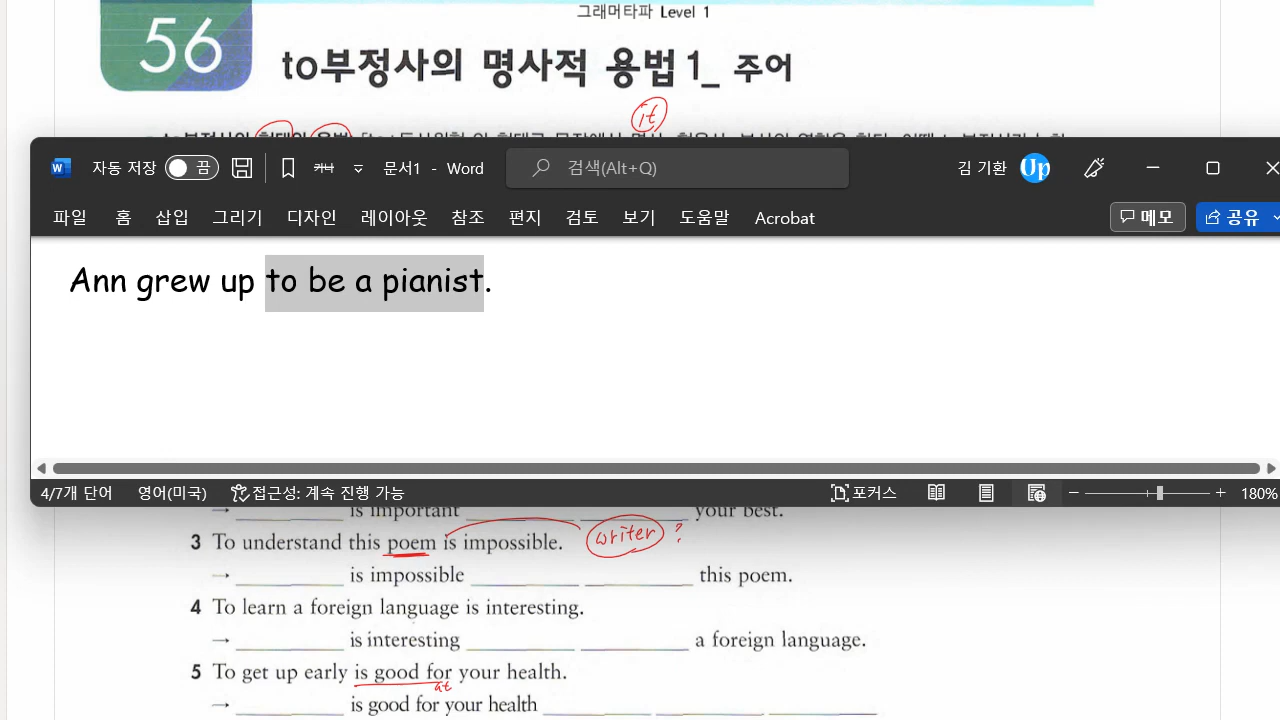 그래머타파 Level 1
56
to부정사의 명사적 용법 1_ 주어
it
자동 저장 끔 가나 문서1 - Word 검색(Alt+Q) 김 기환 Up
파일 홈 삽입 그리기 디자인 레이아웃 참조 편지 검토 보기 도움말 Acrobat 메모 공유
Ann grew up to be a pianist.
4/7개 단어 영어(미국) 접근성: 계속 진행 가능 포커스 180%
→ is important your best.
3 To understand this poem is impossible. writer ?
→ is impossible this poem.
4 To learn a foreign language is interesting.
→ is interesting a foreign language.
5 To get up early is good for your health.
at
→ is good for your health